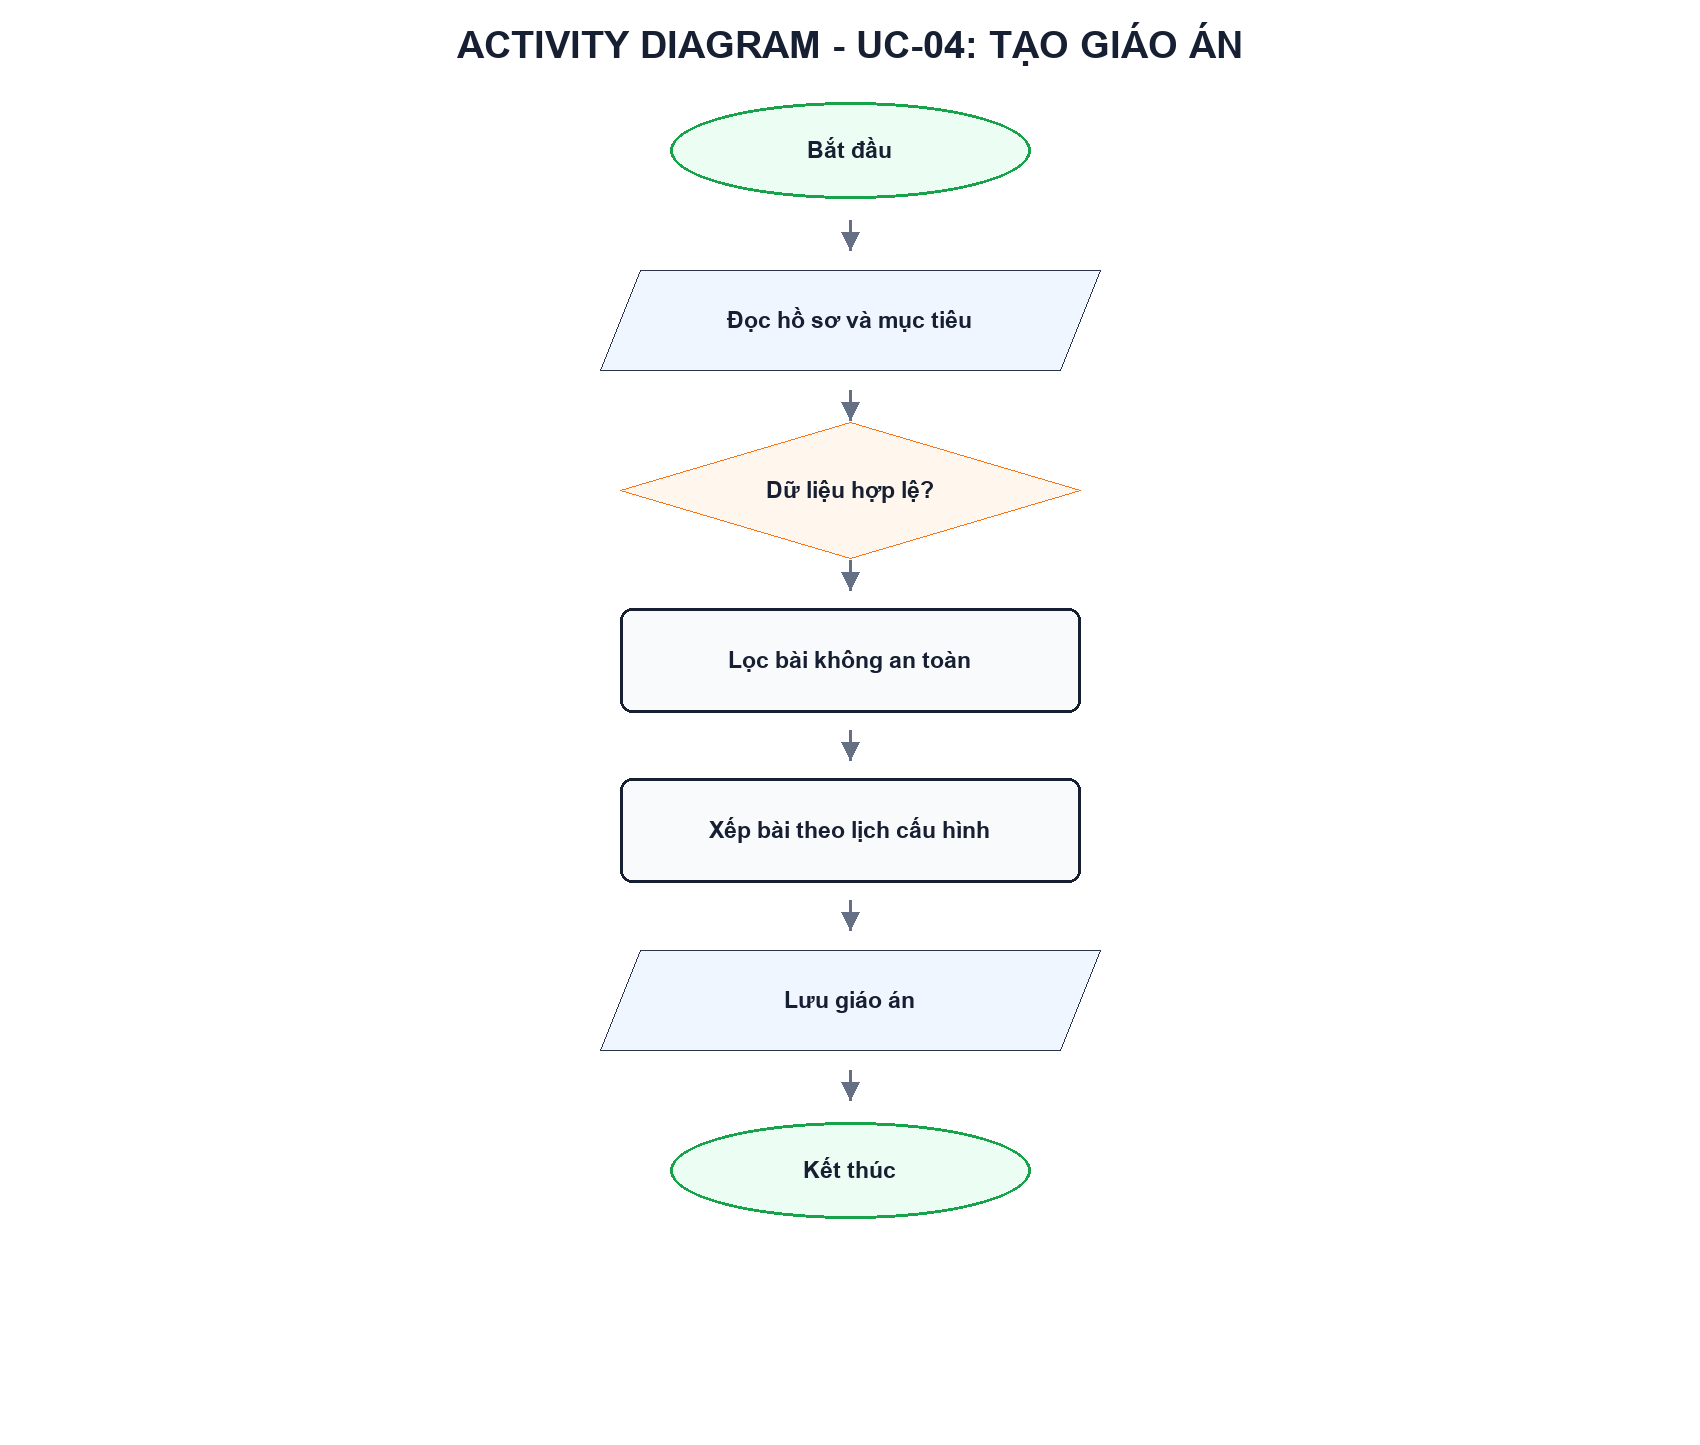 ACTIVITY DIAGRAM - UC-04: TẠO GIÁO ÁN
Bắt đầu
Đọc hồ sơ và mục tiêu
Dữ liệu hợp lệ?
Lọc bài không an toàn
Xếp bài theo lịch cấu hình
Lưu giáo án
Kết thúc